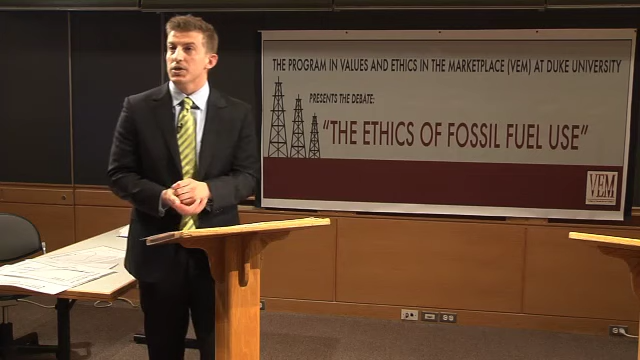 THE PROGRAM IN VALUES AND ETHICS IN THE MARKETPLACE (VEM) AT DUKE UNIVERSITY
PRESENTS THE DEBATE:
"THE ETHICS OF FOSSIL FUEL USE"
VEM